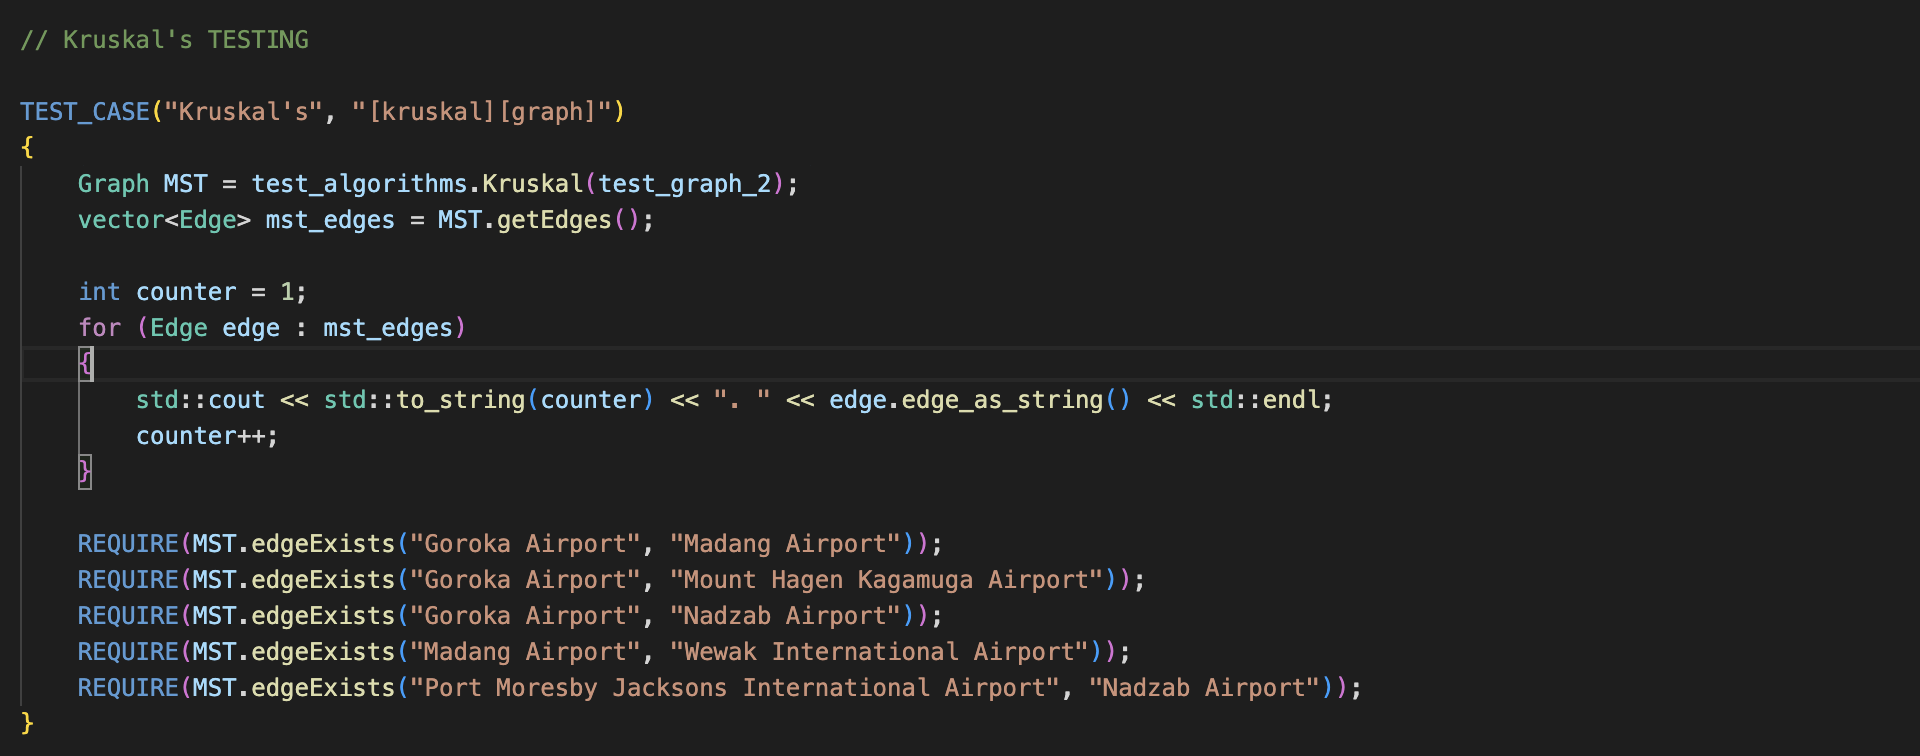 // Kruskal's TESTING
TEST_CASE("Kruskal's", "[kruskal][graph]")
{
    Graph MST = test_algorithms.Kruskal(test_graph_2);
    vector<Edge> mst_edges = MST.getEdges();
    int counter = 1;
    for (Edge edge : mst_edges)
    {
        std::cout << std::to_string(counter) << ". " << edge.edge_as_string() << std::endl;
        counter++;
    }
    REQUIRE(MST.edgeExists("Goroka Airport", "Madang Airport"));
    REQUIRE(MST.edgeExists("Goroka Airport", "Mount Hagen Kagamuga Airport"));
    REQUIRE(MST.edgeExists("Goroka Airport", "Nadzab Airport"));
    REQUIRE(MST.edgeExists("Madang Airport", "Wewak International Airport"));
    REQUIRE(MST.edgeExists("Port Moresby Jacksons International Airport", "Nadzab Airport"));
}